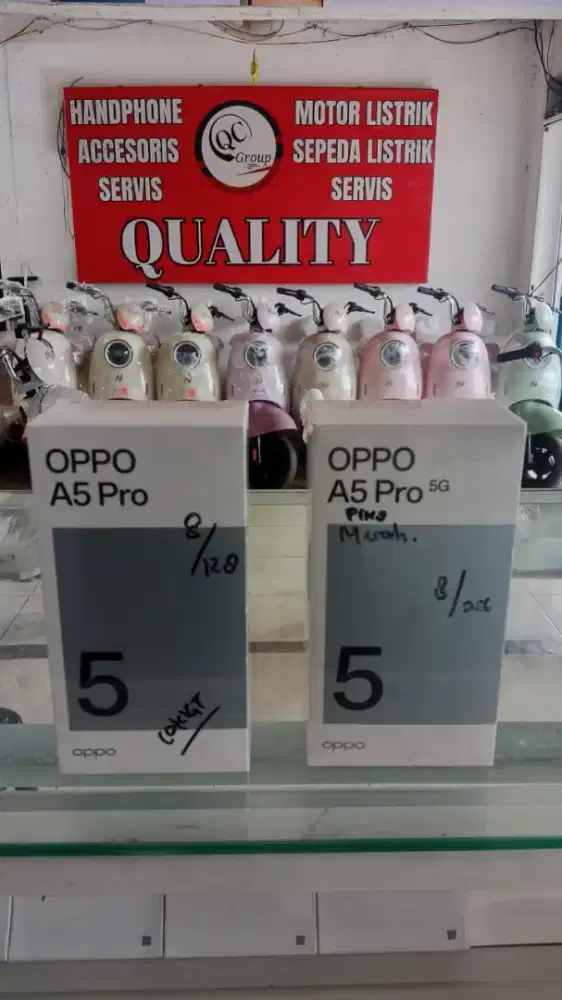 HANDPHONE
ACCESORIS
SERVIS
QC
Group
MOTOR LISTRIK
SEPEDA LISTRIK
SERVIS
QUALITY
OPPO
A5 Pro
8/128
5
COKLAT
oppo
OPPO
A5 Pro 5G
PINK
8/256
5
oppo